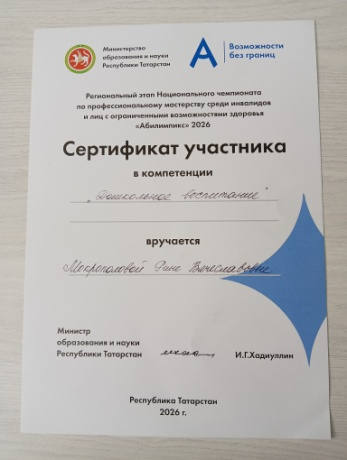 Министерство
образования и науки
Республики Татарстан
Возможности
без границ
Региональный этап Национального чемпионата
по профессиональному мастерству среди инвалидов
и лиц с ограниченными возможностями здоровья
«Абилимпикс» 2026
Сертификат участника
в компетенции
„Дошкольное воспитание"
вручается
Вячеславовне
Министр
образования и науки
Республики Татарстан
И.Г.Хадиуллин
Республика Татарстан
2026 г.